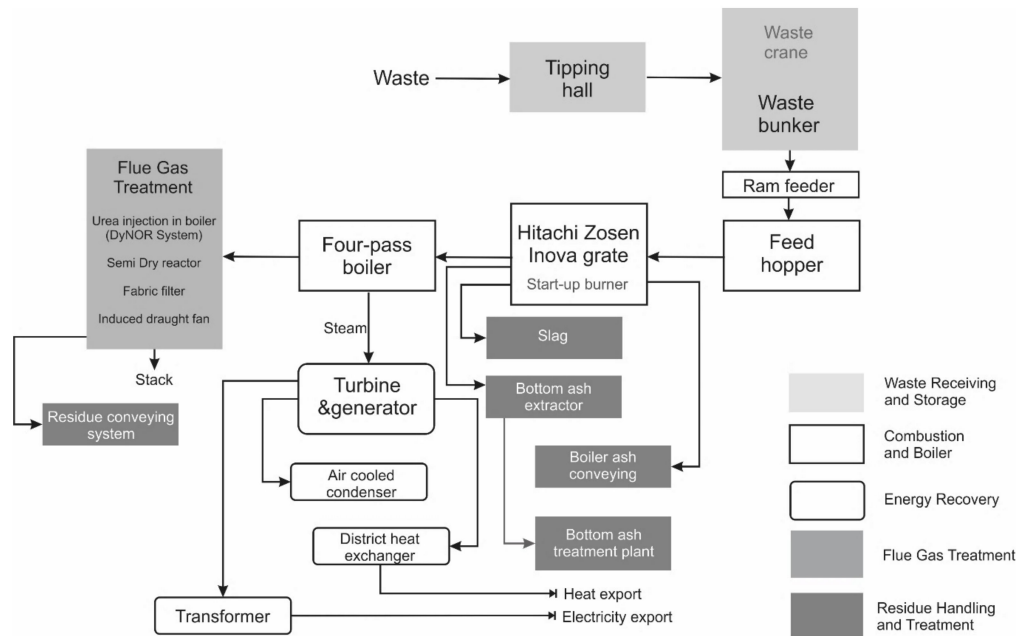 Waste
Tipping
hall
Waste
crane
Waste
bunker
Ram feeder
Feed
hopper
Hitachi Zosen
Inova grate
Start-up burner
Four-pass
boiler
Flue Gas
Treatment
Urea injection in boiler
(DyNOR System)
Semi Dry reactor
Fabric filter
Induced draught fan
Stack
Residue conveying
system
Steam
Turbine
&generator
Slag
Bottom ash
extractor
Boiler ash
conveying
Bottom ash
treatment plant
Air cooled
condenser
District heat
exchanger
Heat export
Transformer
Electricity export
Waste Receiving
and Storage
Combustion
and Boiler
Energy Recovery
Flue Gas Treatment
Residue Handling
and Treatment